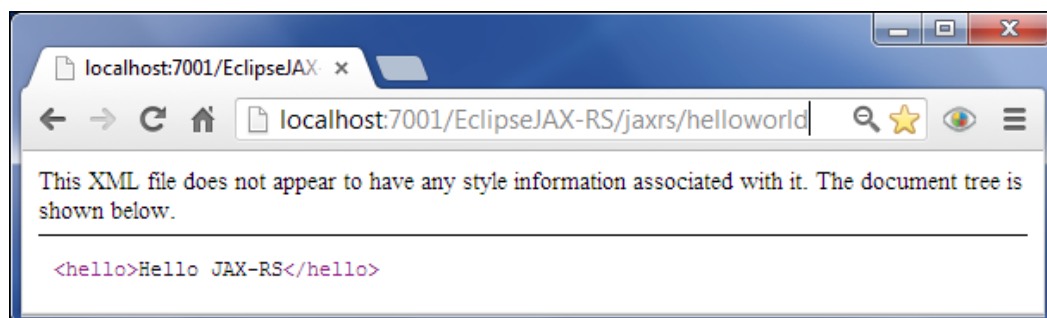 localhost:7001/EclipseJAX-
localhost:7001/EclipseJAX-RS/jaxrs/helloworld
This XML file does not appear to have any style information associated with it. The document tree is
shown below.
<hello>Hello JAX-RS</hello>